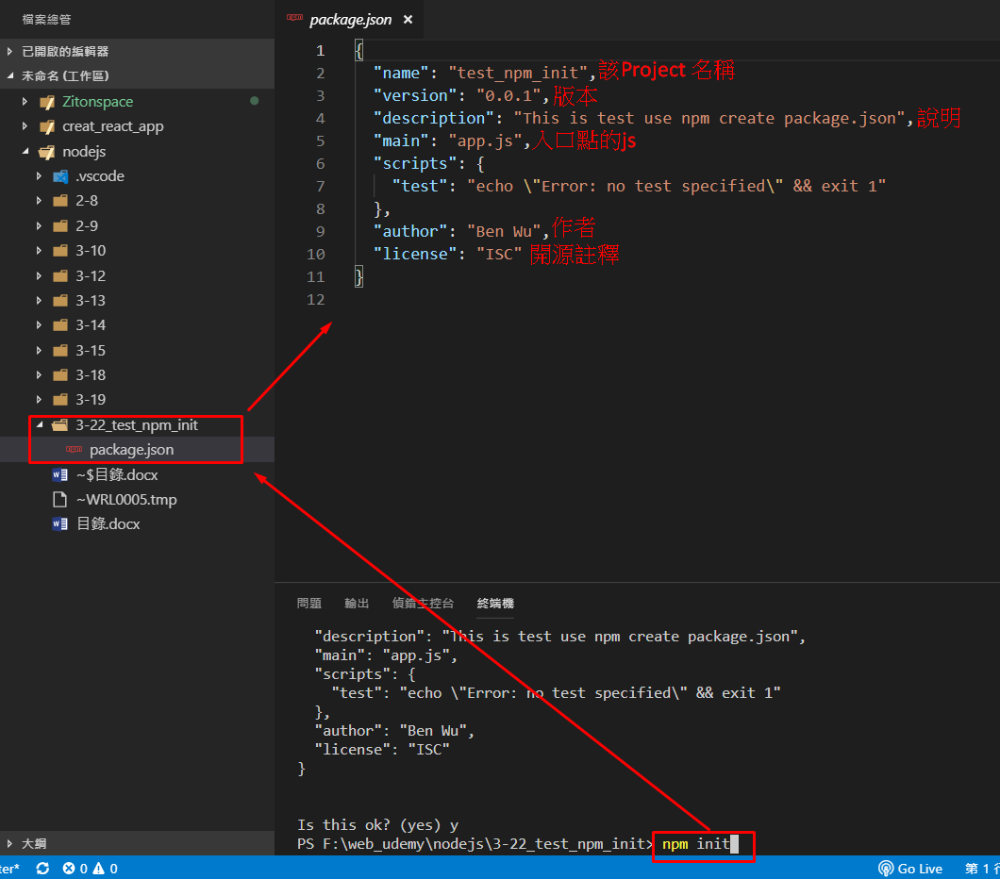 檔案總管
已開啟的編輯器
未命名 (工作區)
Zitonspace
creat_react_app
nodejs
.vscode
2-8
2-9
3-10
3-12
3-13
3-14
3-15
3-18
3-19
3-22_test_npm_init
package.json
~$目錄.docx
~WRL0005.tmp
目錄.docx
大綱
package.json ×
1 {
2 "name": "test_npm_init", 該Project 名稱
3 "version": "0.0.1", 版本
4 "description": "This is test use npm create package.json", 說明
5 "main": "app.js", 入口點的js
6 "scripts": {
7 "test": "echo \"Error: no test specified\" && exit 1"
8 },
9 "author": "Ben Wu", 作者
10 "license": "ISC" 開源註釋
11 }
12
問題 輸出 偵錯主控台 終端機
"description": "This is test use npm create package.json",
"main": "app.js",
"scripts": {
"test": "echo \"Error: no test specified\" && exit 1"
},
"author": "Ben Wu",
"license": "ISC"
}
Is this ok? (yes) y
PS F:\web_udemy\nodejs\3-22_test_npm_init> npm init
ter* 0 0 Go Live 第 1 行